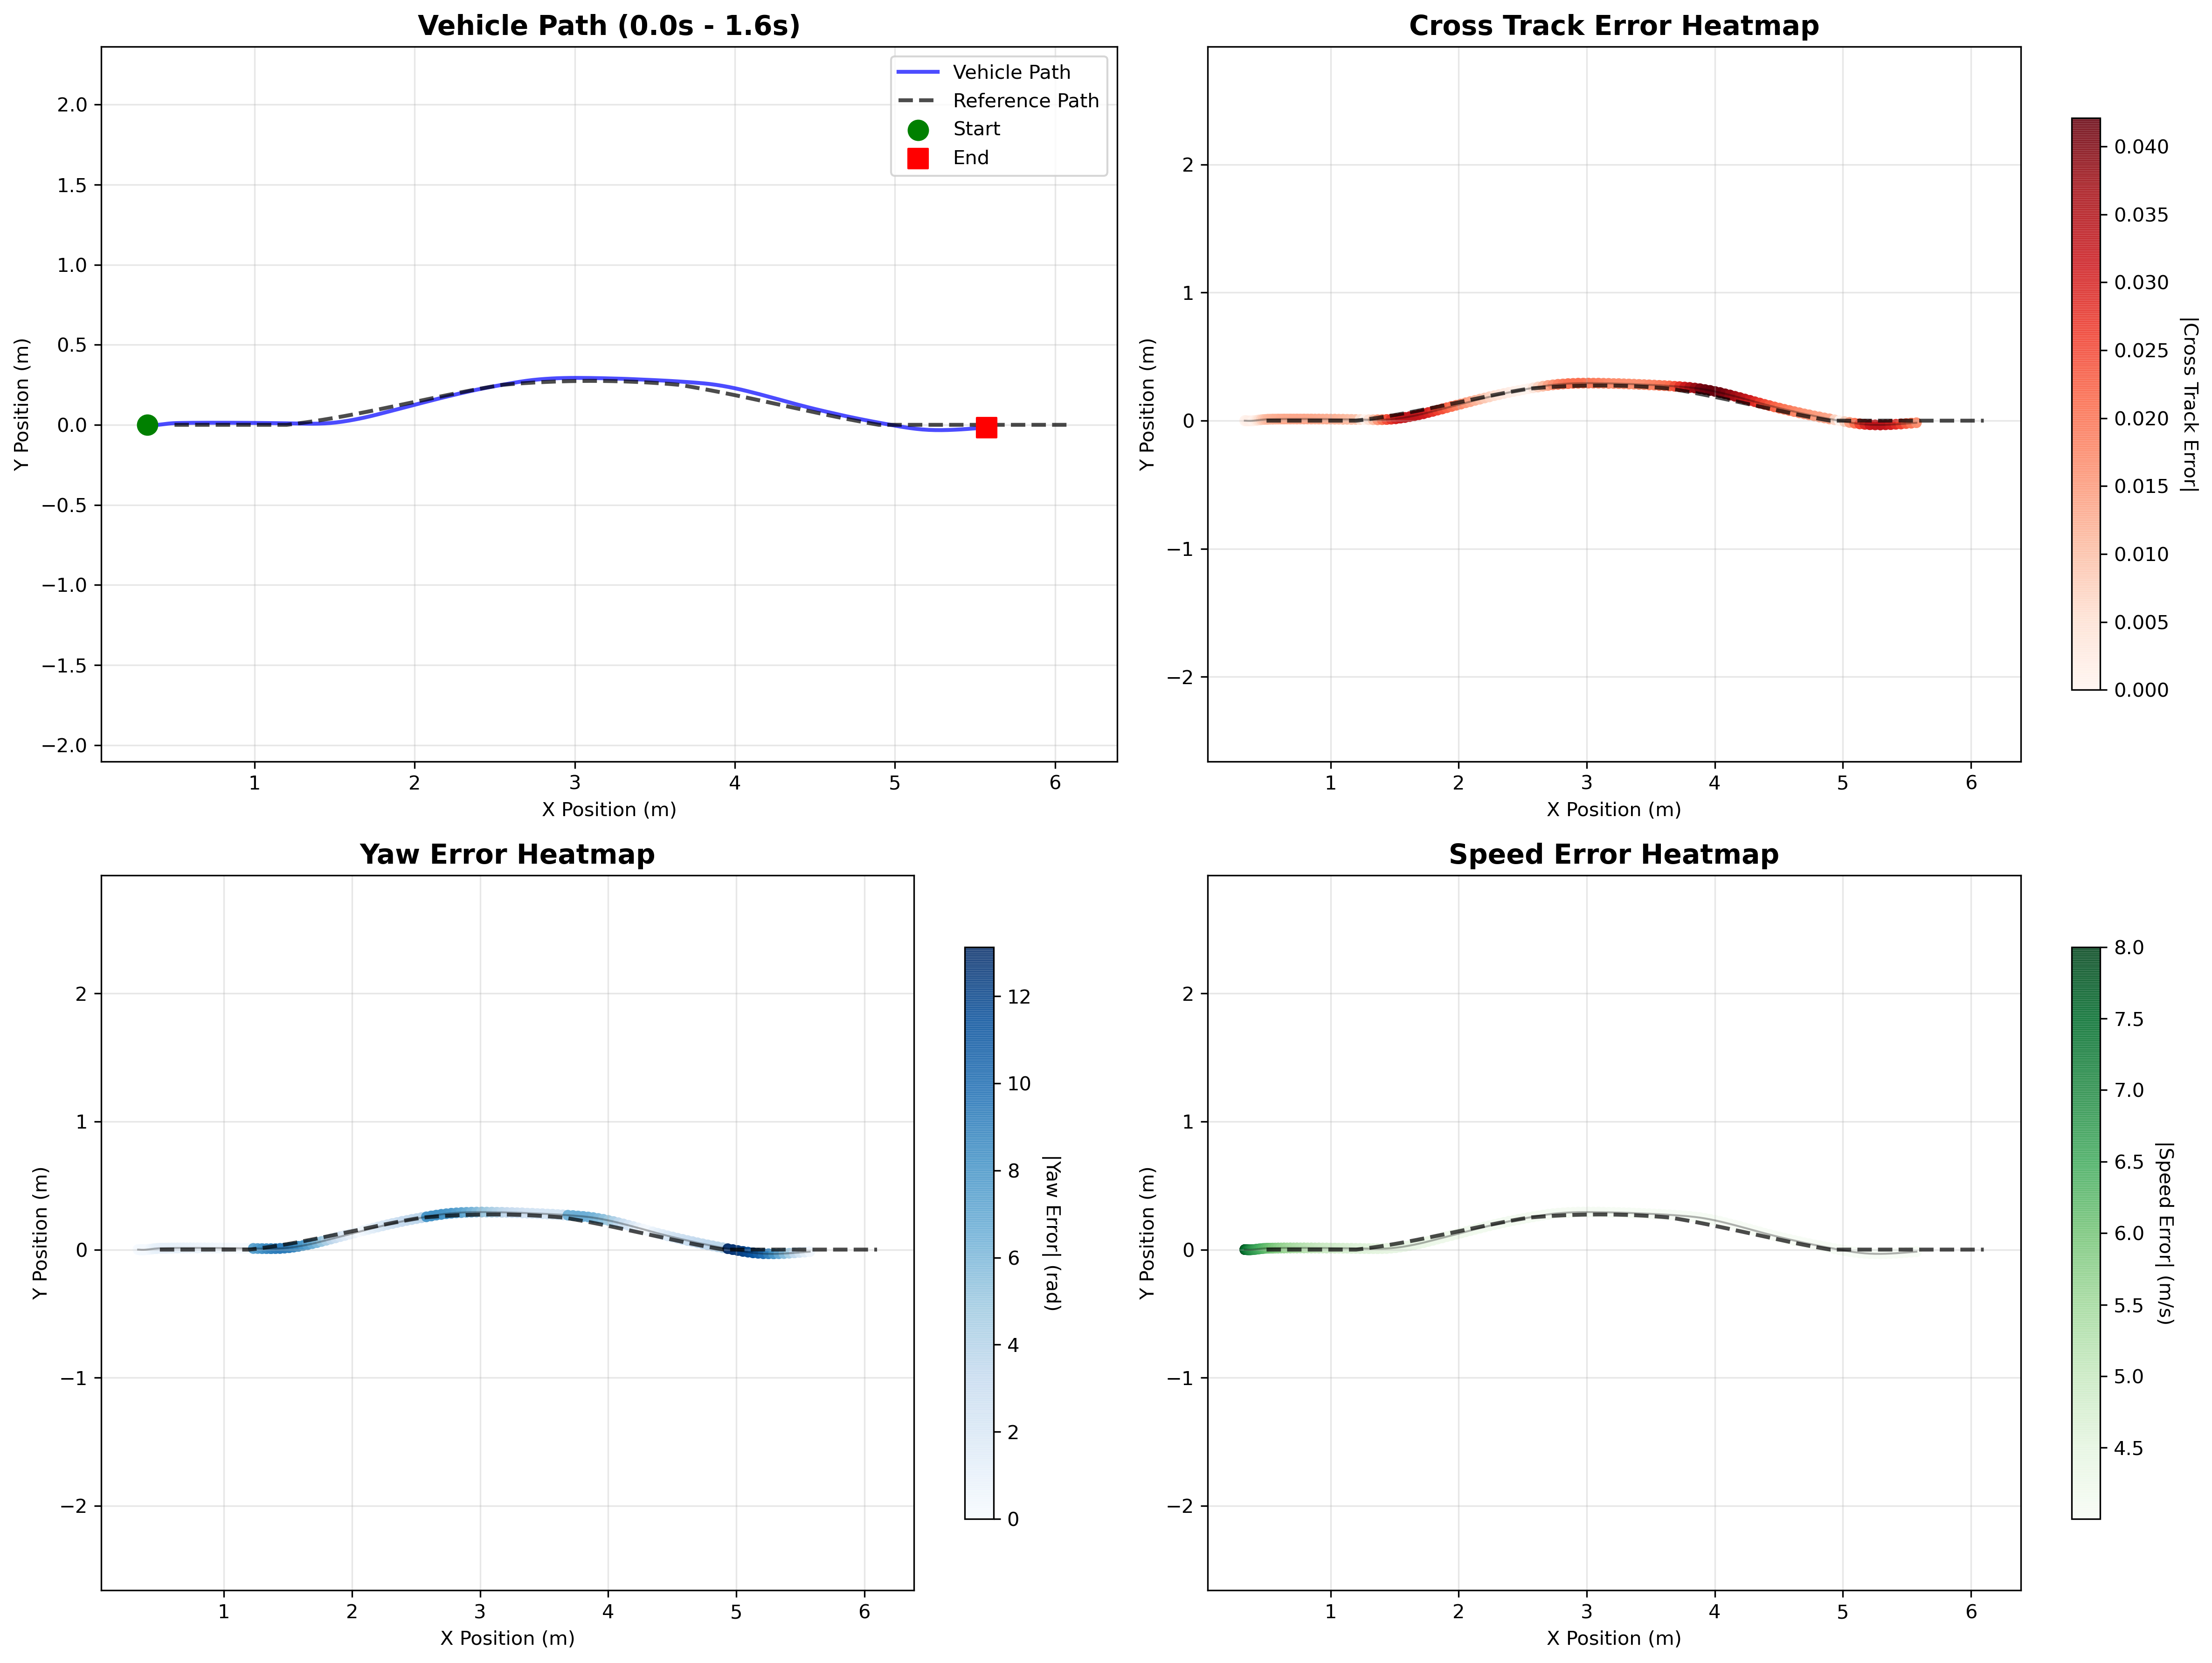 Vehicle Path (0.0s - 1.6s)
Vehicle Path
Reference Path
Start
End
2.0
1.5
1.0
0.5
0.0
−0.5
−1.0
−1.5
−2.0
Y Position (m)
1 2 3 4 5 6
X Position (m)
Cross Track Error Heatmap
2
1
0
−1
−2
Y Position (m)
1 2 3 4 5 6
X Position (m)
0.040
0.035
0.030
0.025
0.020
0.015
0.010
0.005
0.000
|Cross Track Error|
Yaw Error Heatmap
2
1
0
−1
−2
Y Position (m)
1 2 3 4 5 6
X Position (m)
12
10
8
6
4
2
0
|Yaw Error| (rad)
Speed Error Heatmap
2
1
0
−1
−2
Y Position (m)
1 2 3 4 5 6
X Position (m)
8.0
7.5
7.0
6.5
6.0
5.5
5.0
4.5
|Speed Error| (m/s)